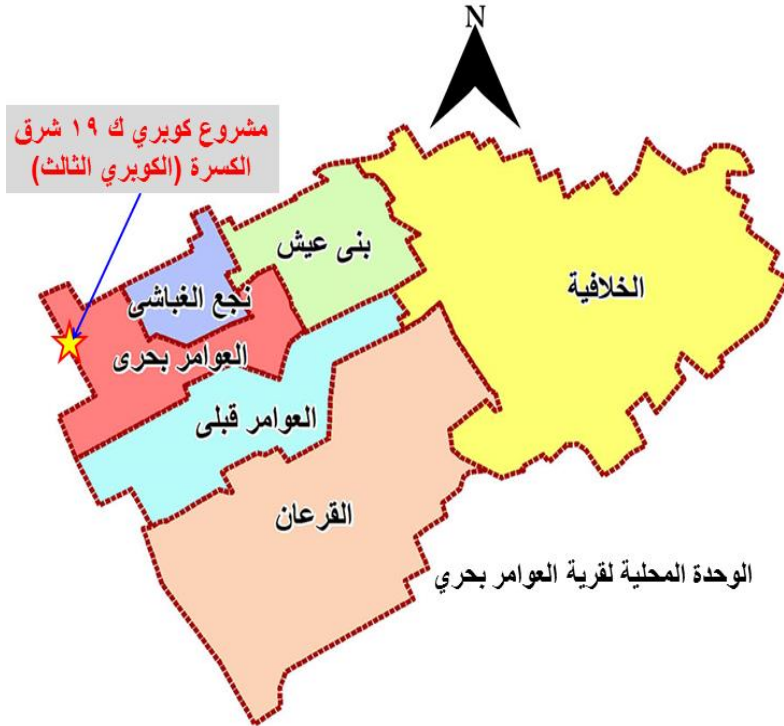 N
مشروع كوبري ك ١٩ شرق
الكسرة (الكوبري الثالث)
بنى عيش
الخلافية
نجع الغباشى
العوامر بحرى
العوامر قبلى
القرعان
الوحدة المحلية لقرية العوامر بحري